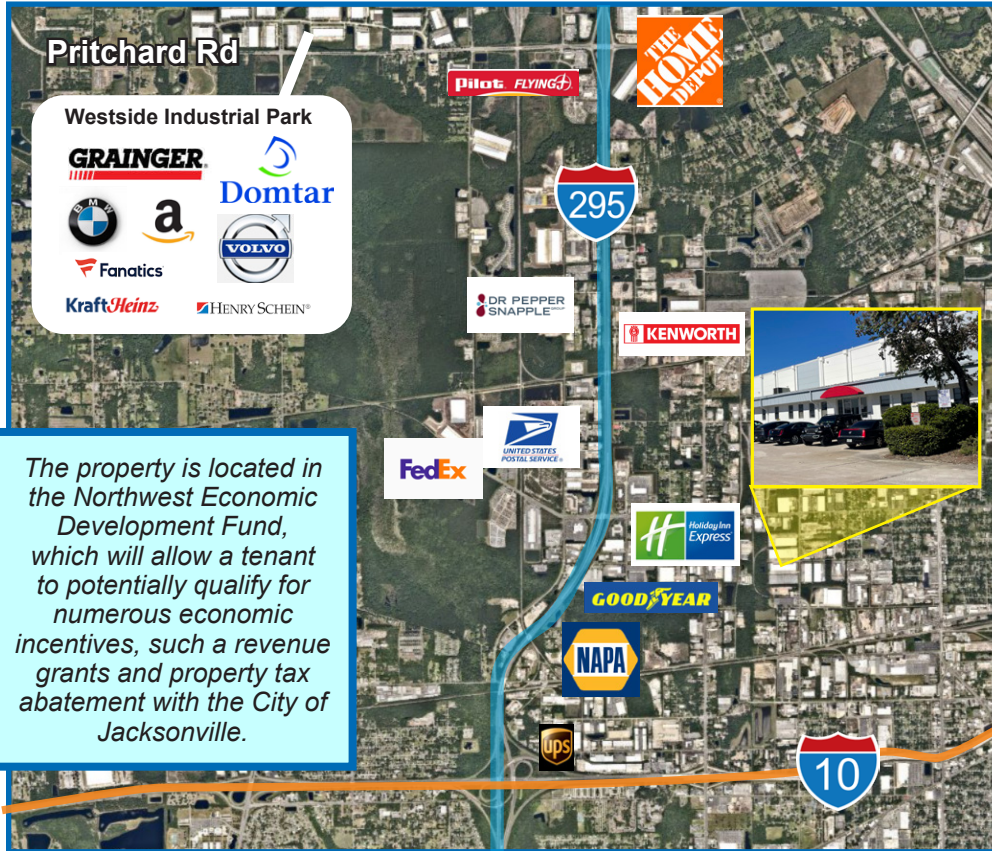 Pritchard Rd
Westside Industrial Park
GRAINGER®
Domtar
BMW
a
VOLVO
Fanatics
KraftHeinz
HENRY SCHEIN®
Pilot. FLYING J
THE
HOME
DEPOT
295
DR PEPPER
SNAPPLE GROUP
KENWORTH
UNITED STATES
POSTAL SERVICE®
FedEx
Holiday Inn
Express
H
GOODYEAR
NAPA
ups
10
The property is located in
the Northwest Economic
Development Fund,
which will allow a tenant
to potentially qualify for
numerous economic
incentives, such a revenue
grants and property tax
abatement with the City of
Jacksonville.